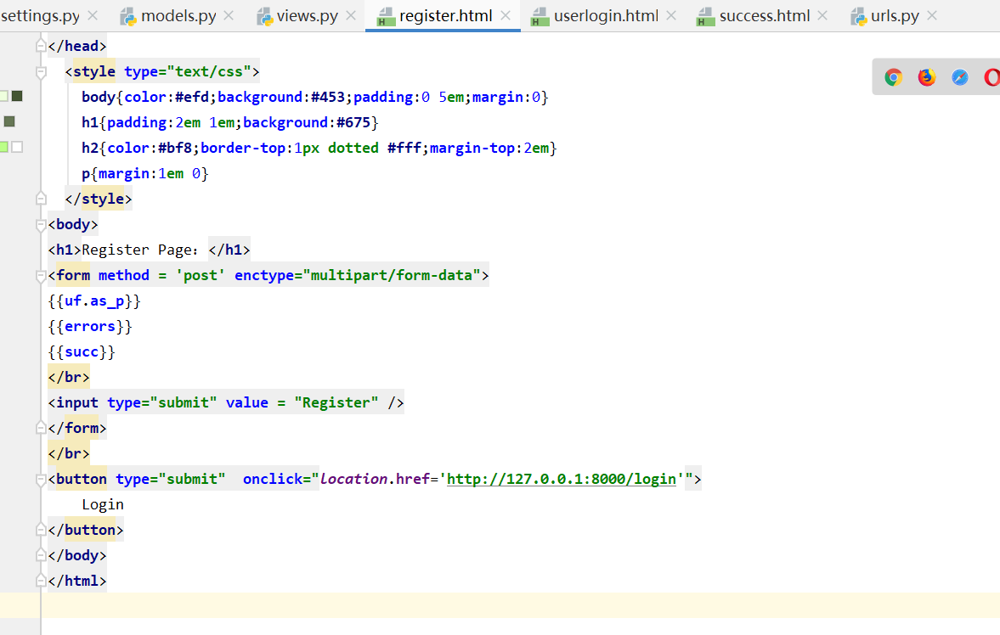 settings.py models.py views.py register.html userlogin.html success.html urls.py
</head>
<style type="text/css">
body{color:#efd;background:#453;padding:0 5em;margin:0}
h1{padding:2em 1em;background:#675}
h2{color:#bf8;border-top:1px dotted #fff;margin-top:2em}
p{margin:1em 0}
</style>
<body>
<h1>Register Page：</h1>
<form method = 'post' enctype="multipart/form-data">
{{uf.as_p}}
{{errors}}
{{succ}}
</br>
<input type="submit" value = "Register" />
</form>
</br>
<button type="submit"  onclick="location.href='http://127.0.0.1:8000/login'">
Login
</button>
</body>
</html>